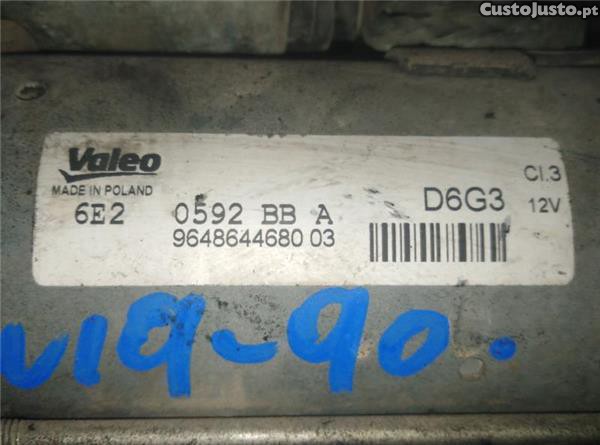 CustoJusto.pt
Valeo
MADE IN POLAND
6E2 0592 BB A D6G3 Cl.3
9648644680 03 12V
V19-90.